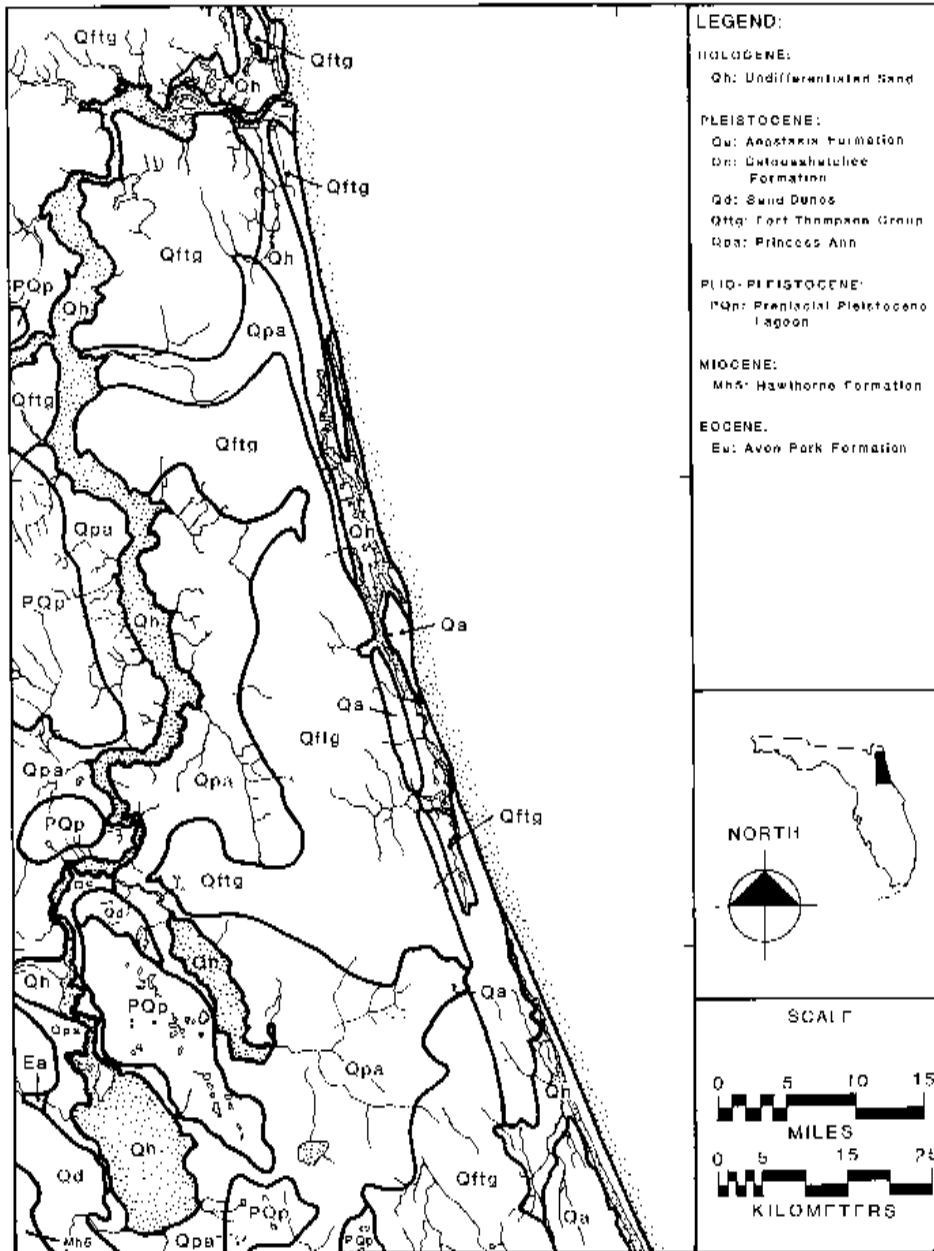 Qftg
Qftg
Qh
Qftg
Qftg
Qh
PQp
Qh
Qpa
Qftg
Qftg
Qpa
Qh
PQp
Qh
Qa
Qa
Qftg
Qpa
Qpa
PQp
Qftg
Qftg
Qd
Qh
Qh
PQp
Qa
Qpa
Ea
Qpa
Qh
Qh
Qftg
Qd
PQp
Qa
Mh5
Qpa
PQp
LEGEND:
HOLOCENE:
Qh: Undifferentiated Sand
PLEISTOCENE:
Qa: Anastasia Formation
Formation
Qd: Sand Dunes
Qftg: Fort Thompson Group
Qpa: Princess Ann
PLIO-PLEISTOCENE:
PQp: Preglacial Pleistocene
Lagoon
MIOCENE:
Mh5: Hawthorne Formation
EOCENE.
Ea: Avon Park Formation
NORTH
SCALE
0 5 10 15
MILES
0 5 15 25
KILOMETERS